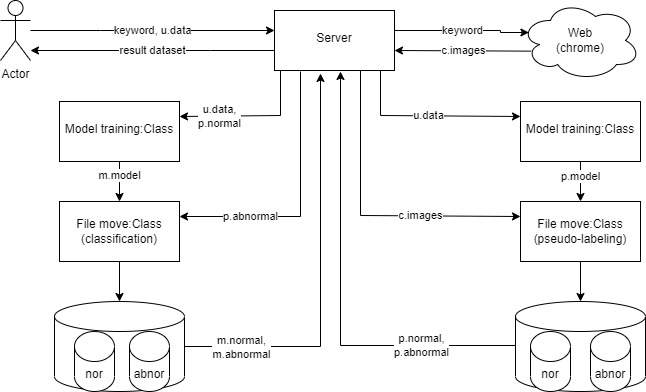 keyword, u.data
result dataset
Actor
Server
keyword
c.images
Web
(chrome)
u.data,
p.normal
u.data
Model training:Class
Model training:Class
m.model
p.model
File move:Class
(classification)
p.abnormal
c.images
File move:Class
(pseudo-labeling)
m.normal,
m.abnormal
p.normal,
p.abnormal
nor
abnor
nor
abnor